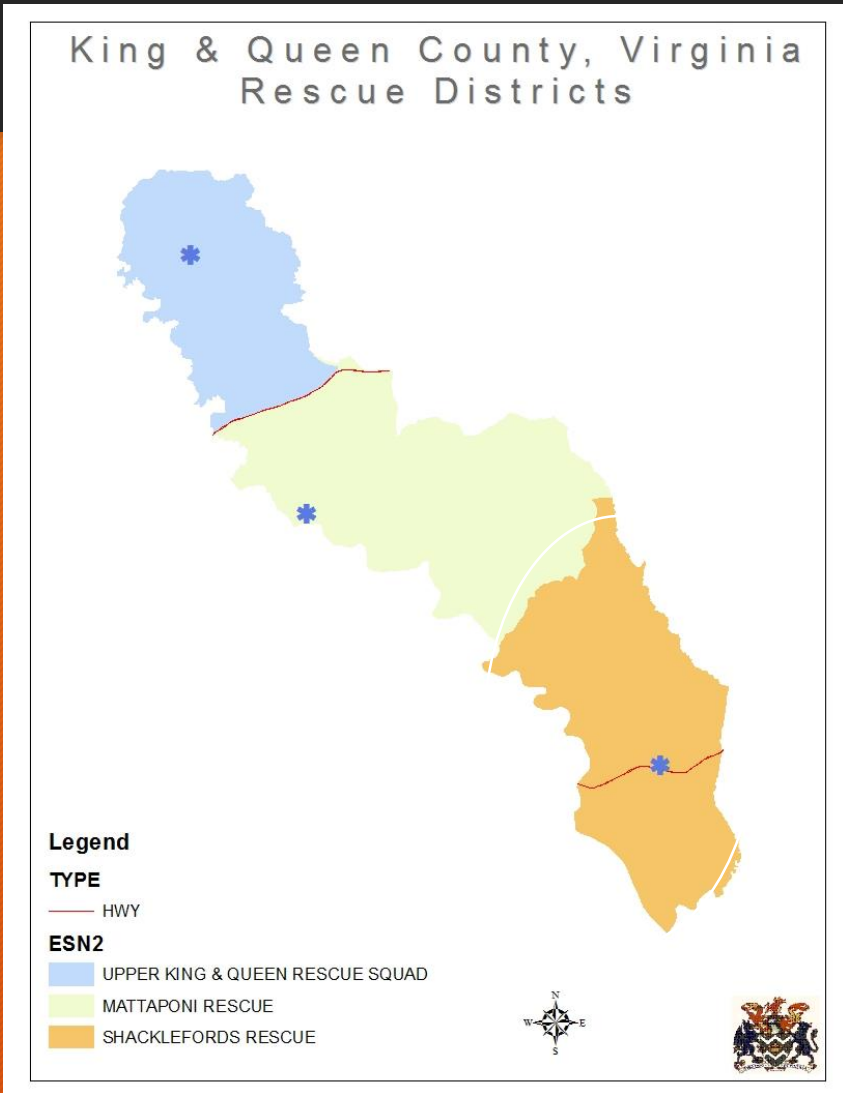 King & Queen County, Virginia
Rescue Districts
Legend
TYPE
HWY
ESN2
UPPER KING & QUEEN RESCUE SQUAD
MATTAPONI RESCUE
SHACKLEFORDS RESCUE
N
W E
S